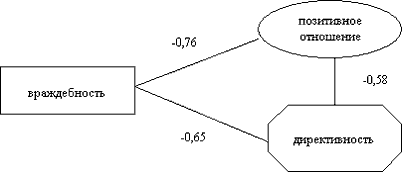 позитивное
отношение
-0,76
-0,58
враждебность
-0,65
директивность